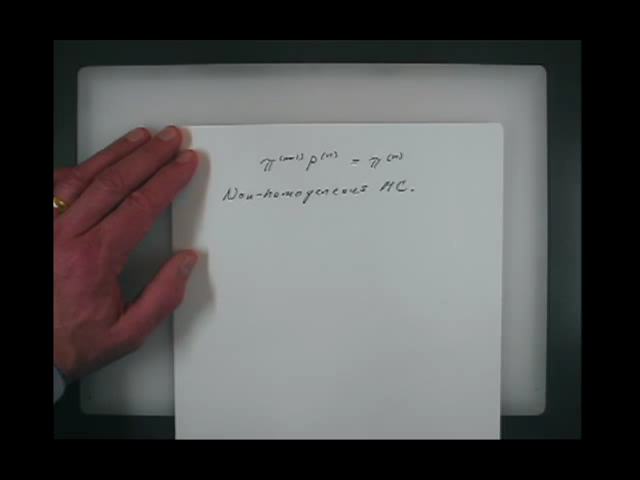 π^(n-1) P^(n) = π^(n)
Non-homogeneous MC.